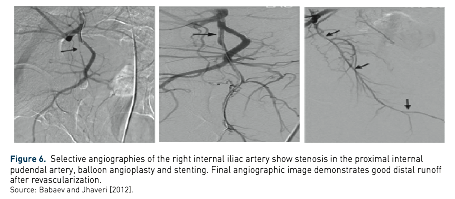 Figure 6. Selective angiographies of the right internal iliac artery show stenosis in the proximal internal
pudendal artery, balloon angioplasty and stenting. Final angiographic image demonstrates good distal runoff
after revascularization.
Source: Babaev and Jhaveri [2012].